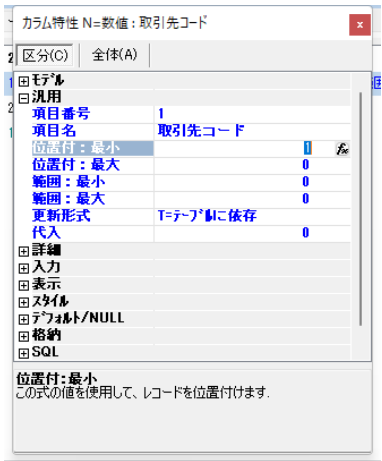 カラム特性 N=数値 : 取引先コード
x
区分(C) 全体(A)
モデル
汎用
項目番号 1
項目名 取引先コード
位置付：最小 1 fx
位置付：最大 0
範囲：最小 0
範囲：最大 0
更新形式 T=テーブルに依存
代入 0
詳細
入力
表示
スタイル
デフォルト/NULL
格納
SQL
位置付:最小
この式の値を使用して、レコードを位置付けます.